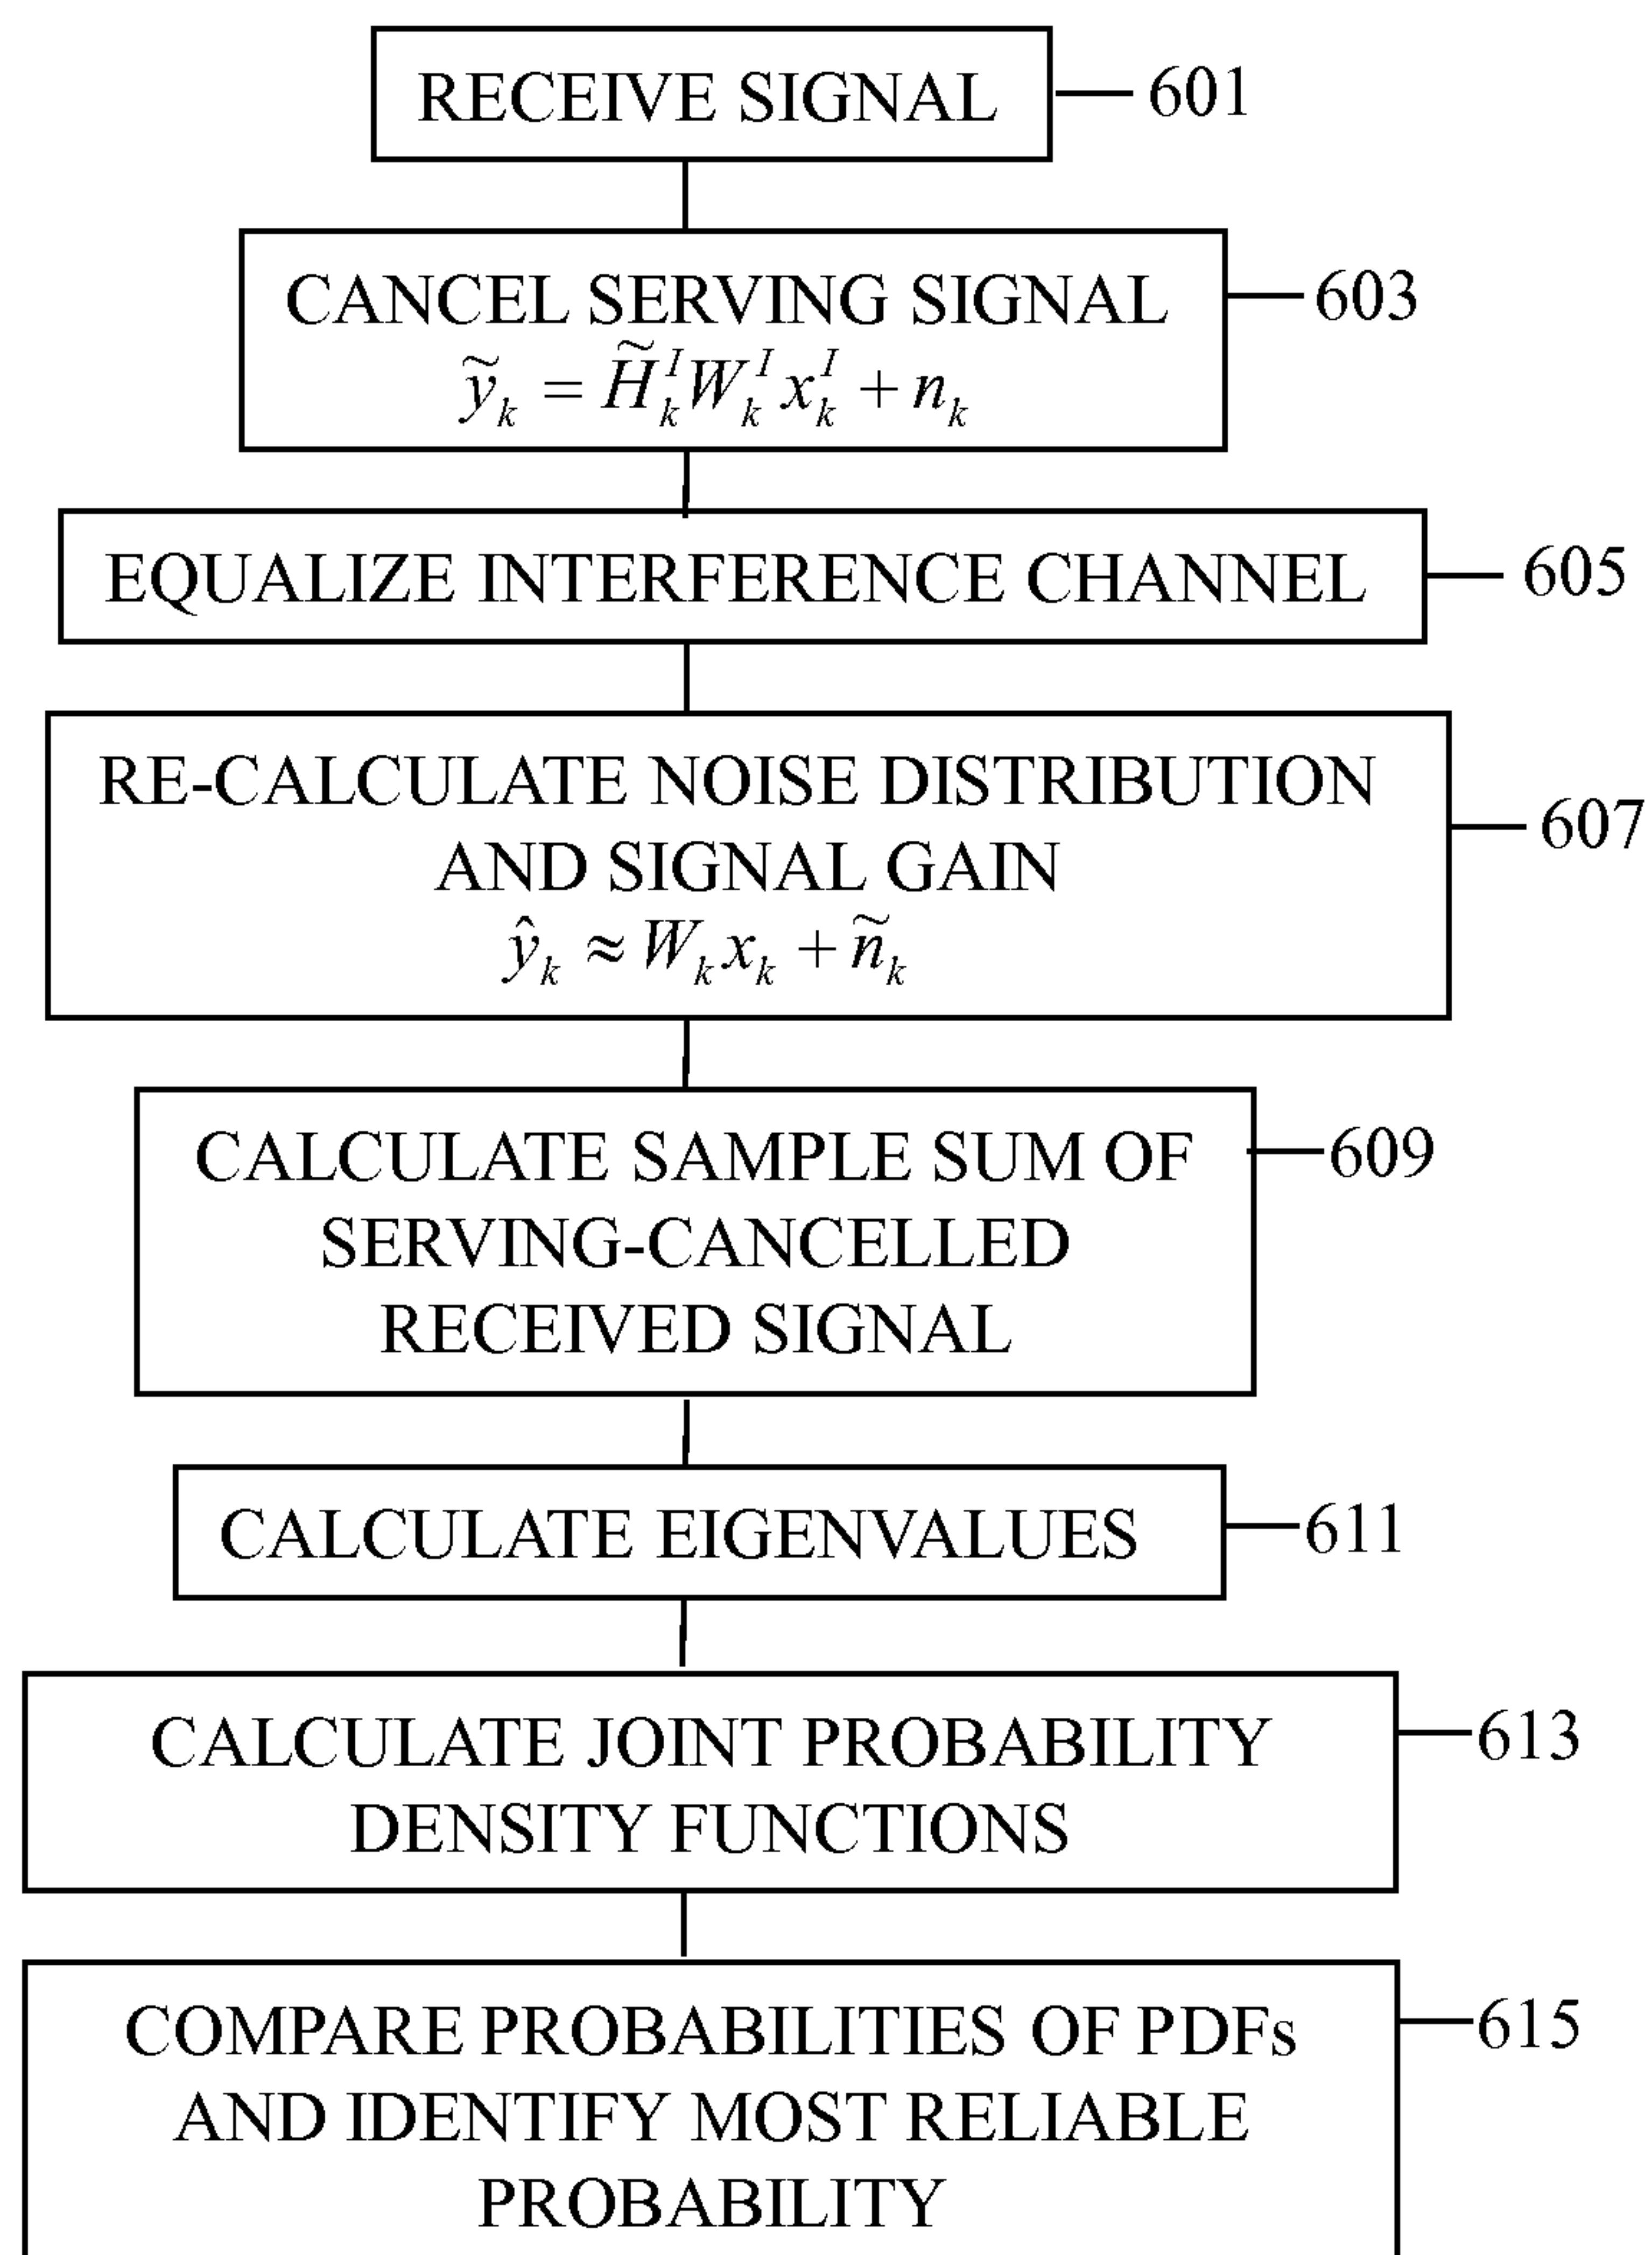 RECEIVE SIGNAL
601
CANCEL SERVING SIGNAL
603
ỹ_k = H̃_k^I W_k^I x_k^I + n_k
EQUALIZE INTERFERENCE CHANNEL
605
RE-CALCULATE NOISE DISTRIBUTION
607
AND SIGNAL GAIN
ŷ_k ≈ W_k x_k + ñ_k
CALCULATE SAMPLE SUM OF
609
SERVING-CANCELLED
RECEIVED SIGNAL
CALCULATE EIGENVALUES
611
CALCULATE JOINT PROBABILITY
613
DENSITY FUNCTIONS
COMPARE PROBABILITIES OF PDFs
615
AND IDENTIFY MOST RELIABLE
PROBABILITY